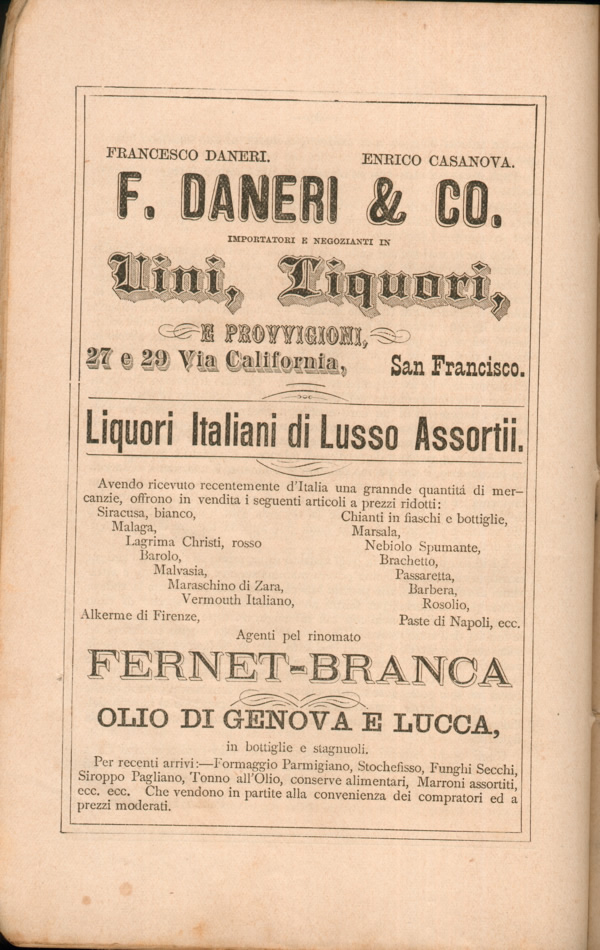 FRANCESCO DANERI. ENRICO CASANOVA.
F. DANERI & CO.
IMPORTATORI E NEGOZIANTI IN
Vini, Liquori,
E PROVVIGIONI,
27 e 29 Via California, San Francisco.
Liquori Italiani di Lusso Assortii.
Avendo ricevuto recentemente d'Italia una grannde quantitá di mer-
canzie, offrono in vendita i seguenti articoli a prezzi ridotti:
Siracusa, bianco, Chianti in fiaschi e bottiglie,
Malaga, Marsala,
Lagrima Christi, rosso Nebiolo Spumante,
Barolo, Brachetto,
Malvasia, Passaretta,
Maraschino di Zara, Barbera,
Vermouth Italiano, Rosolio,
Alkerme di Firenze, Paste di Napoli, ecc.
Agenti pel rinomato
FERNET-BRANCA
OLIO DI GENOVA E LUCCA,
in bottiglie e stagnuoli.
Per recenti arrivi:—Formaggio Parmigiano, Stochefisso, Funghi Secchi,
Siroppo Pagliano, Tonno all'Olio, conserve alimentari, Marroni assortiti,
ecc. ecc. Che vendono in partite alla convenienza dei compratori ed a
prezzi moderati.